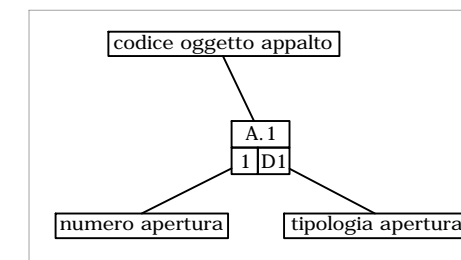 codice oggetto appalto
A.1
1 D1
numero apertura tipologia apertura